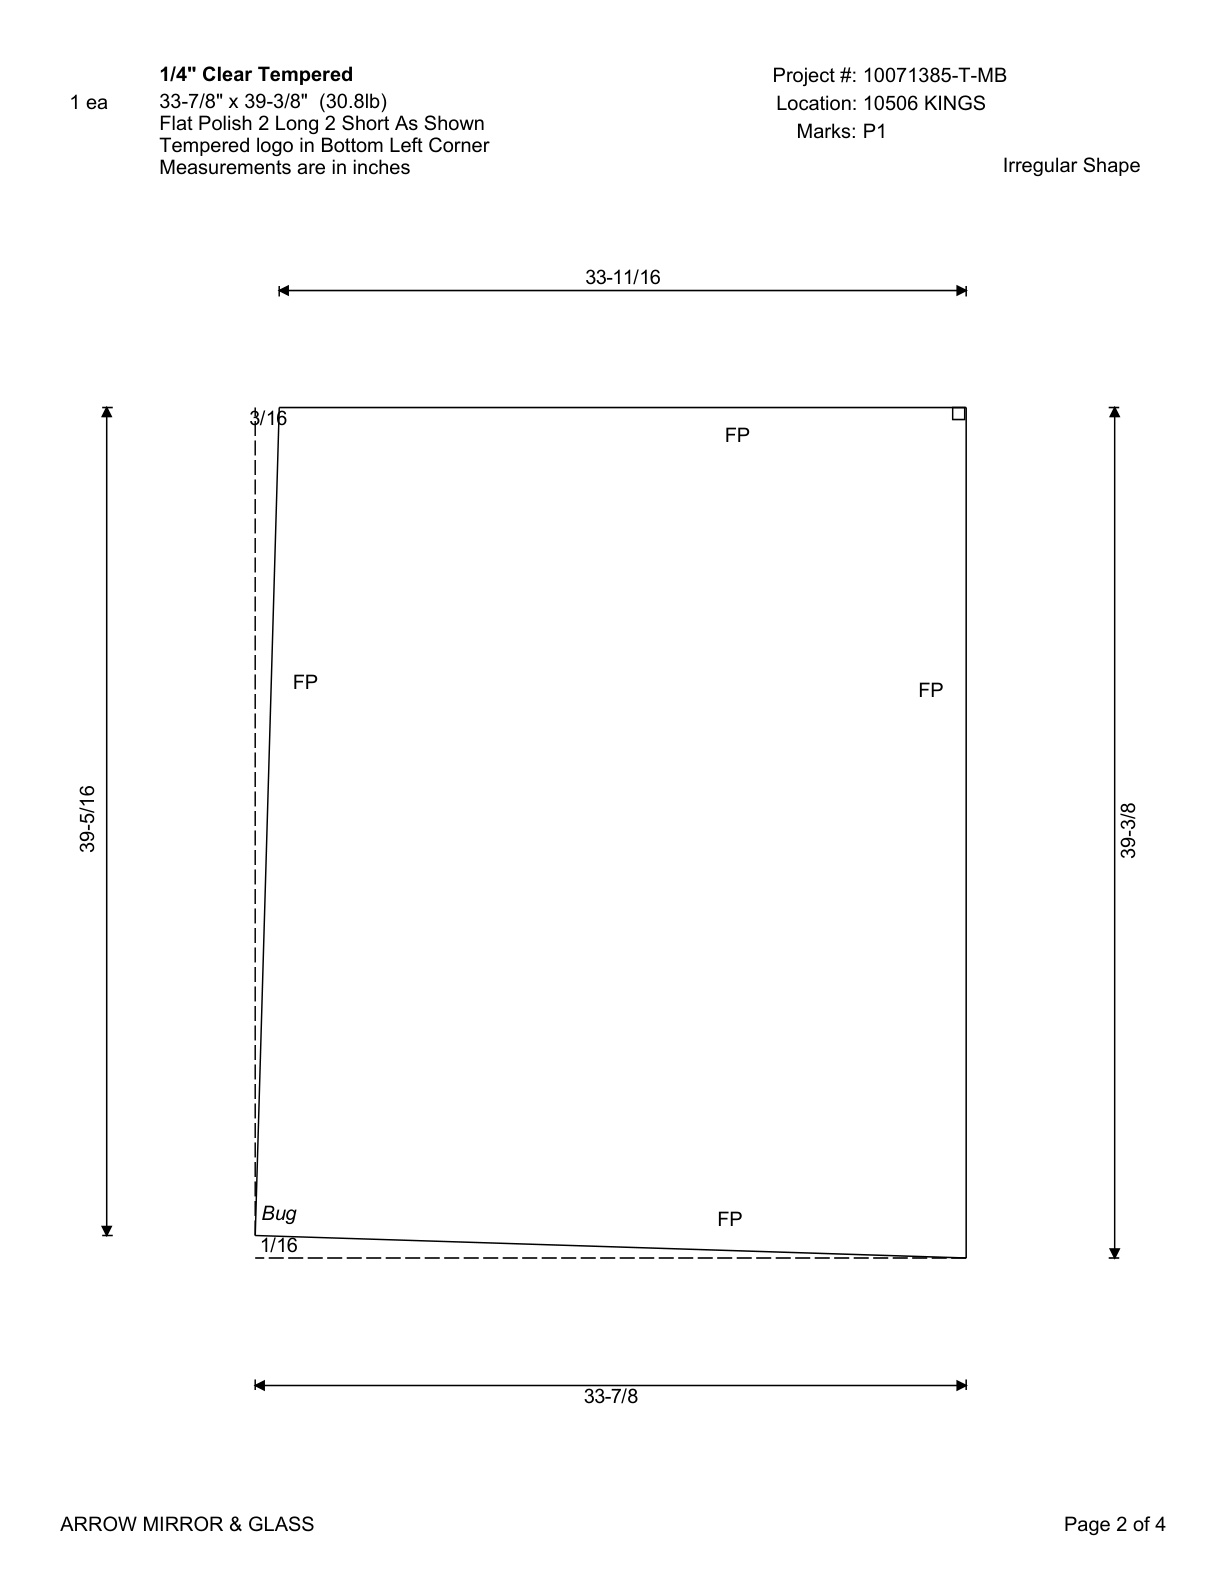 1/4" Clear Tempered
Project #: 10071385-T-MB
1 ea
33-7/8" x 39-3/8" (30.8lb)
Location: 10506 KINGS
Flat Polish 2 Long 2 Short As Shown
Marks: P1
Tempered logo in Bottom Left Corner
Measurements are in inches
Irregular Shape
33-11/16
3/16
FP
FP
FP
39-5/16
39-3/8
Bug
FP
1/16
33-7/8
ARROW MIRROR & GLASS
Page 2 of 4